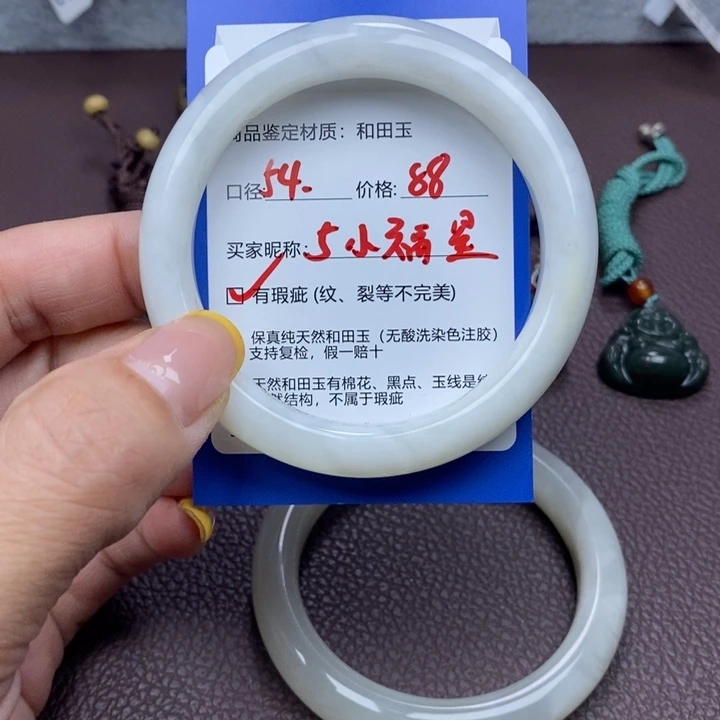 商品鉴定材质：和田玉
口径:54. 价格:88
买家昵称:5小福星
有瑕疵 (纹、裂等不完美)
保真纯天然和田玉（无酸洗染色注胶）
支持复检，假一赔十
天然和田玉有棉花、黑点、玉线是
然结构，不属于瑕疵